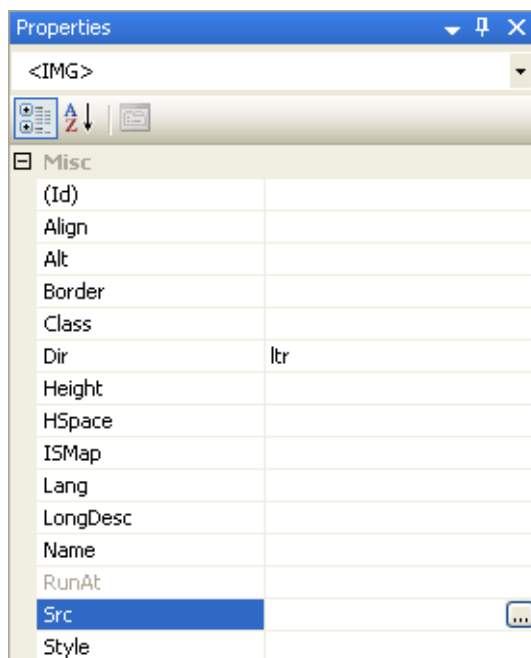 Properties
<IMG>
A
Z
Misc
(Id)
Align
Alt
Border
Class
Dir ltr
Height
HSpace
ISMap
Lang
LongDesc
Name
RunAt
Src ...
Style